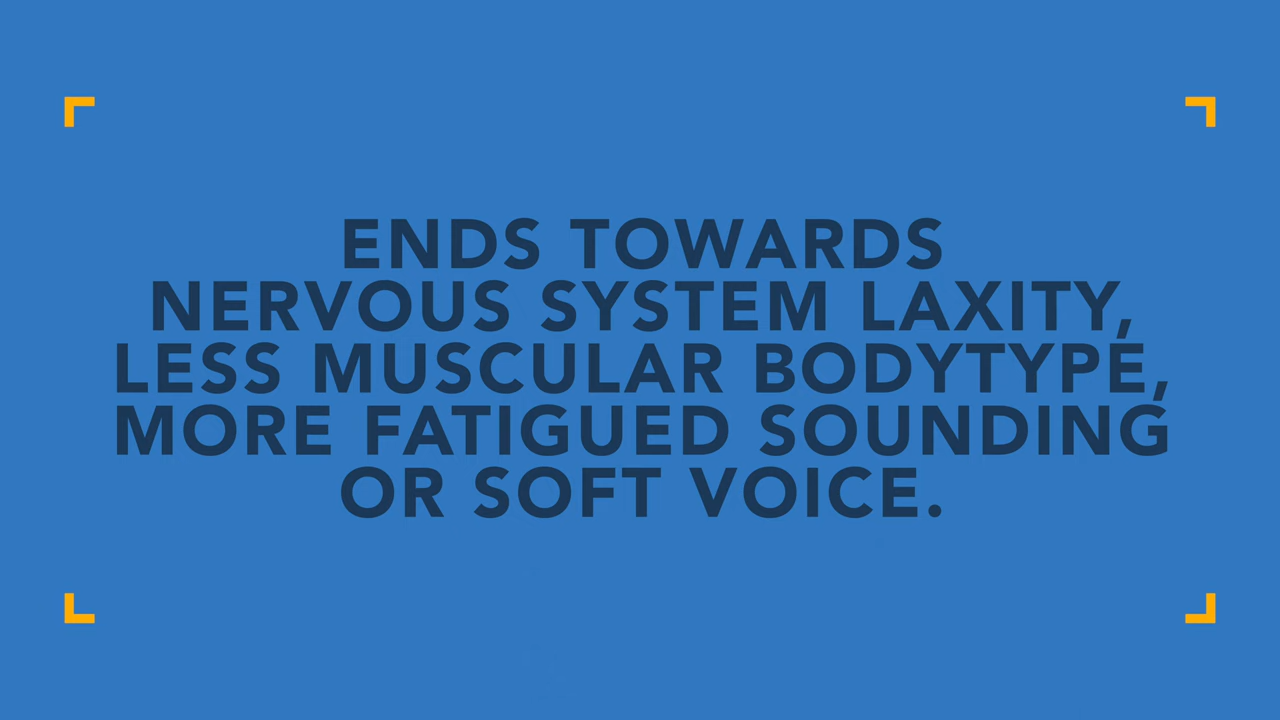 ENDS TOWARDS
NERVOUS SYSTEM LAXITY,
LESS MUSCULAR BODYTYPE,
MORE FATIGUED SOUNDING
OR SOFT VOICE.